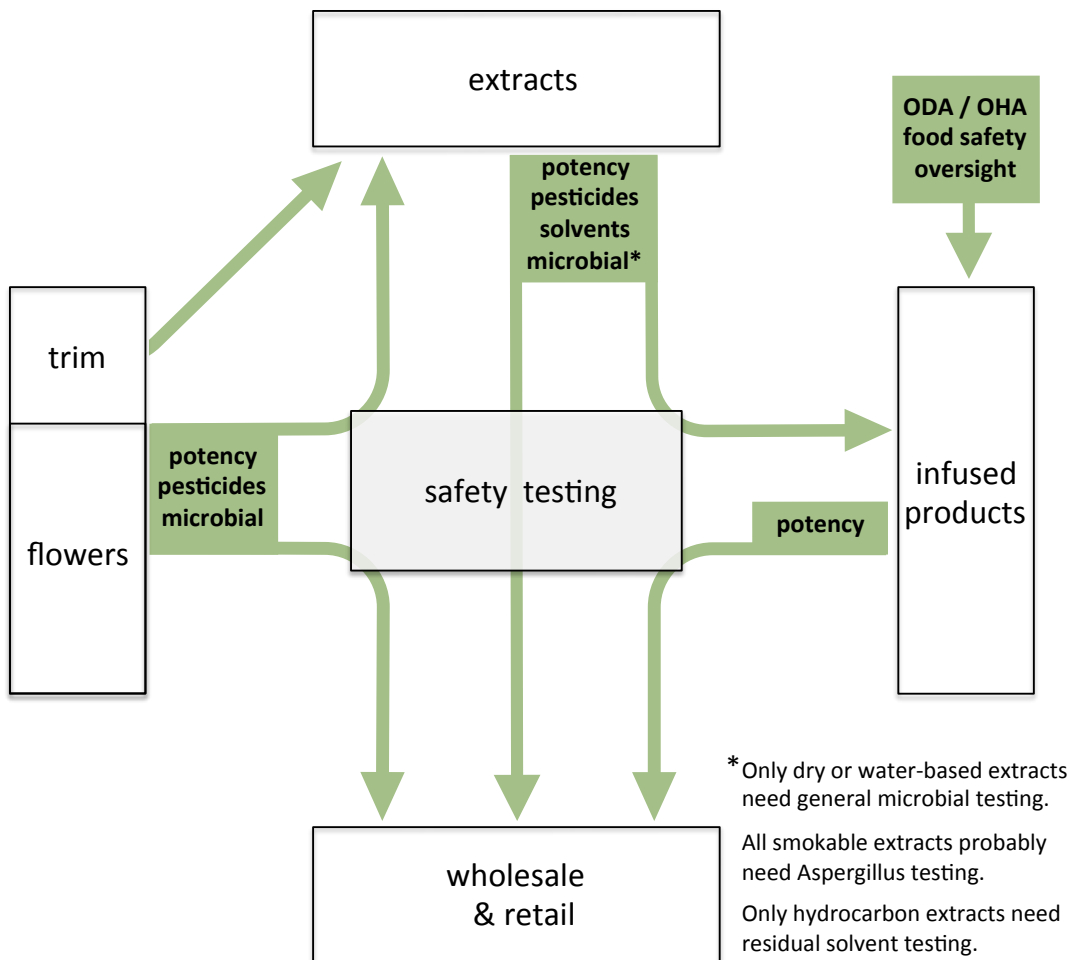 extracts
ODA / OHA
food safety
oversight
potency
pesticides
solvents
microbial*
trim
flowers
potency
pesticides
microbial
safety testing
potency
infused
products
wholesale
& retail
*Only dry or water-based extracts
need general microbial testing.
All smokable extracts probably
need Aspergillus testing.
Only hydrocarbon extracts need
residual solvent testing.